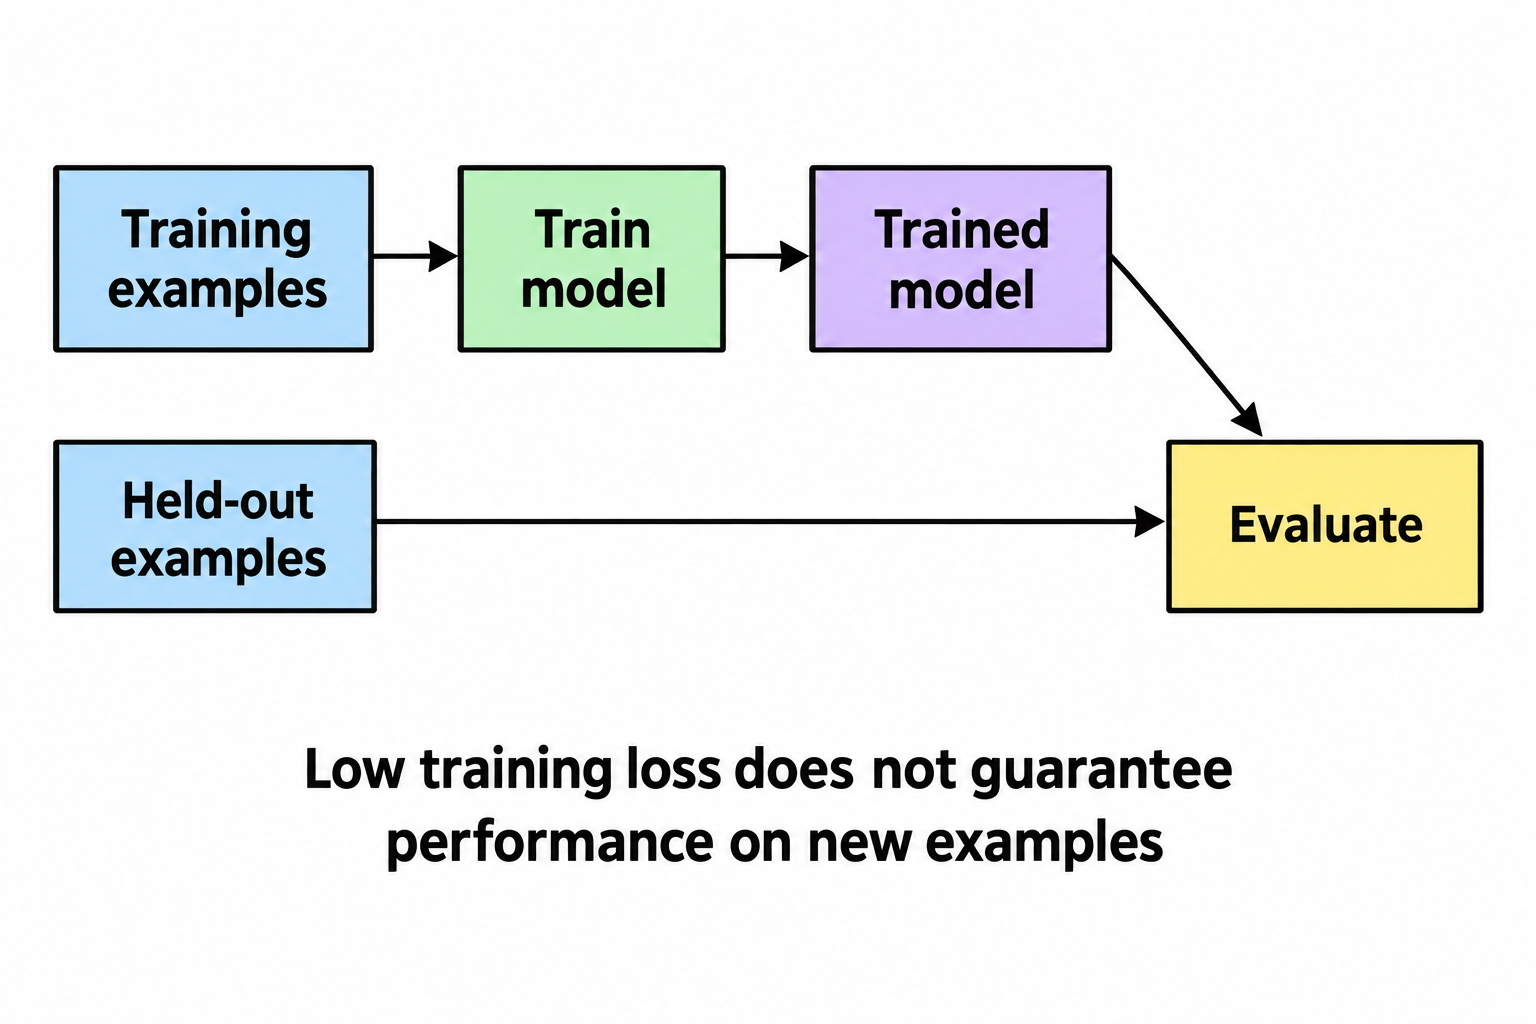 Training
examples
Train
model
Trained
model
Held-out
examples
Evaluate
Low training loss does not guarantee
performance on new examples